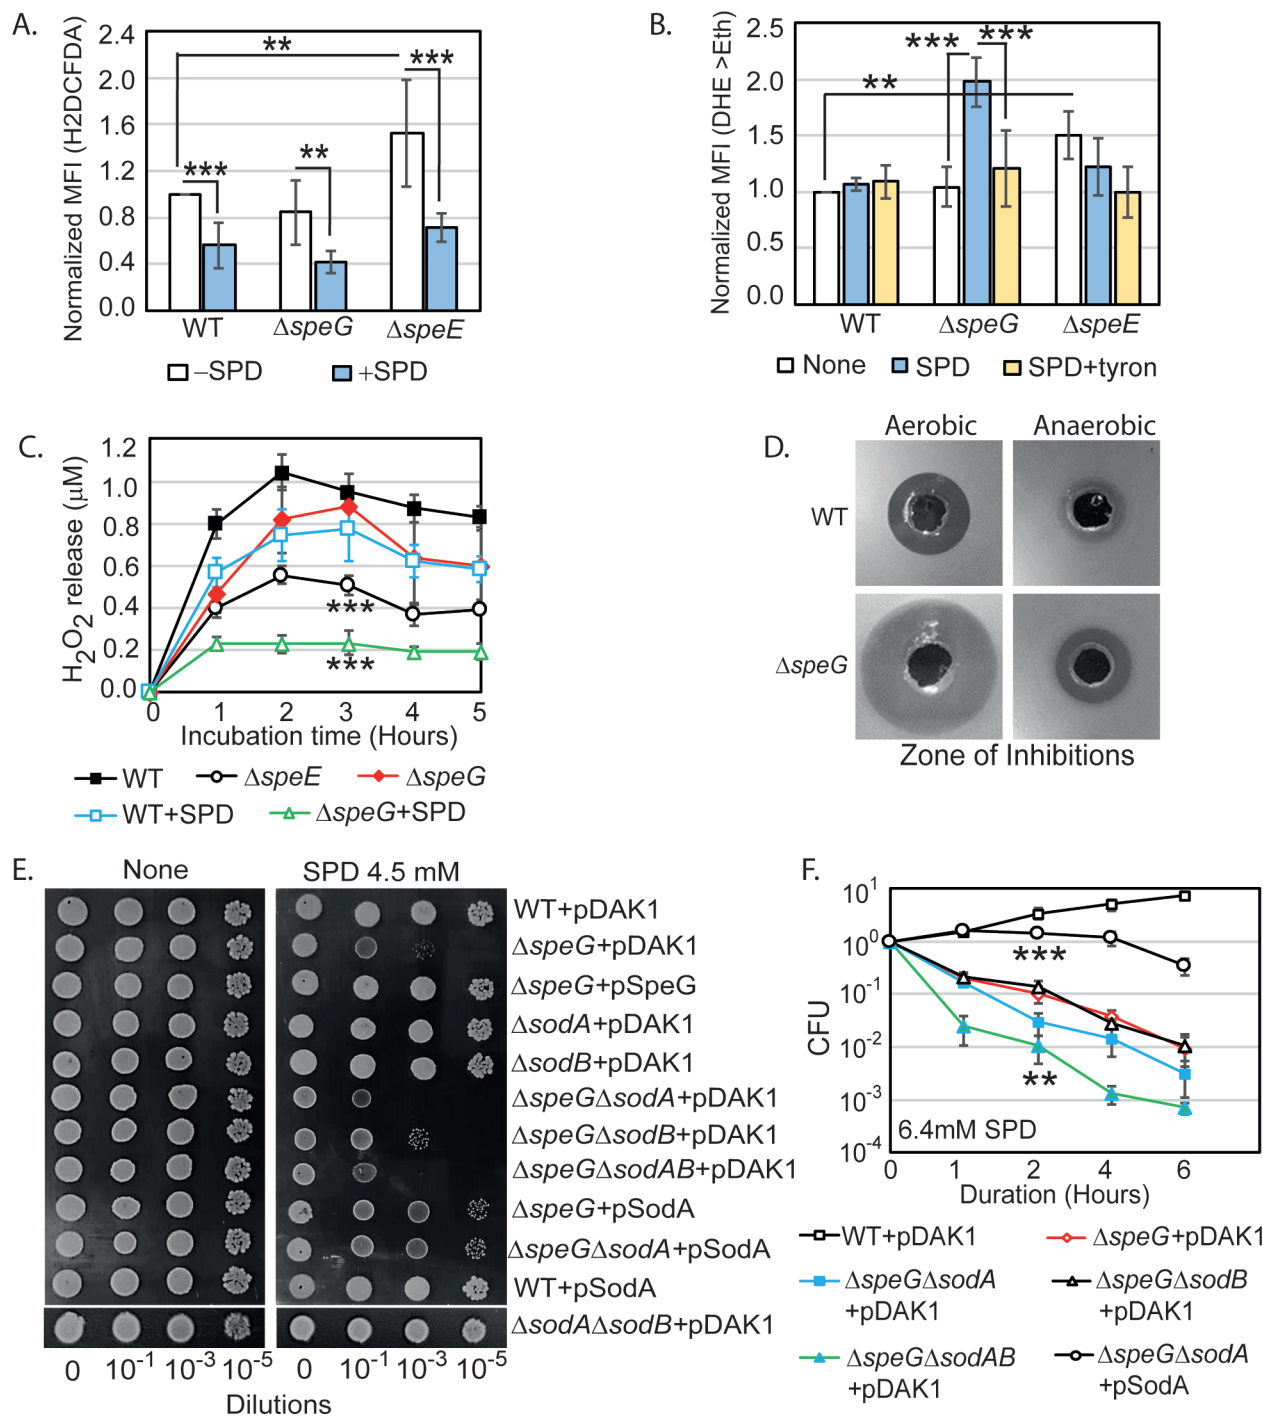 A.
Normalized MFI (H2DCFDA)
2.4
2.0
1.6
1.2
0.8
0.4
0.0
**
***
**
***
WT
ΔspeG
ΔspeE
–SPD
+SPD
B.
Normalized MFI (DHE >Eth)
2.5
2.0
1.5
1.0
0.5
0.0
***
***
**
WT
ΔspeG
ΔspeE
None
SPD
SPD+tyron
C.
H2O2 release (µM)
1.2
1.0
0.8
0.6
0.4
0.2
0.0
***
***
0 1 2 3 4 5
Incubation time (Hours)
WT
ΔspeE
ΔspeG
WT+SPD
ΔspeG+SPD
D.
Aerobic
Anaerobic
WT
ΔspeG
Zone of Inhibitions
E.
None
SPD 4.5 mM
WT+pDAK1
ΔspeG+pDAK1
ΔspeG+pSpeG
ΔsodA+pDAK1
ΔsodB+pDAK1
ΔspeGΔsodA+pDAK1
ΔspeGΔsodB+pDAK1
ΔspeGΔsodAB+pDAK1
ΔspeG+pSodA
ΔspeGΔsodA+pSodA
WT+pSodA
ΔsodAΔsodB+pDAK1
0 10-1 10-3 10-5
0 10-1 10-3 10-5
Dilutions
F.
CFU
10^1
10^0
10^-1
10^-2
10^-3
10^-4
***
**
6.4mM SPD
0 1 2 4 6
Duration (Hours)
WT+pDAK1
ΔspeG+pDAK1
ΔspeGΔsodA
+pDAK1
ΔspeGΔsodB
+pDAK1
ΔspeGΔsodAB
+pDAK1
ΔspeGΔsodA
+pSodA